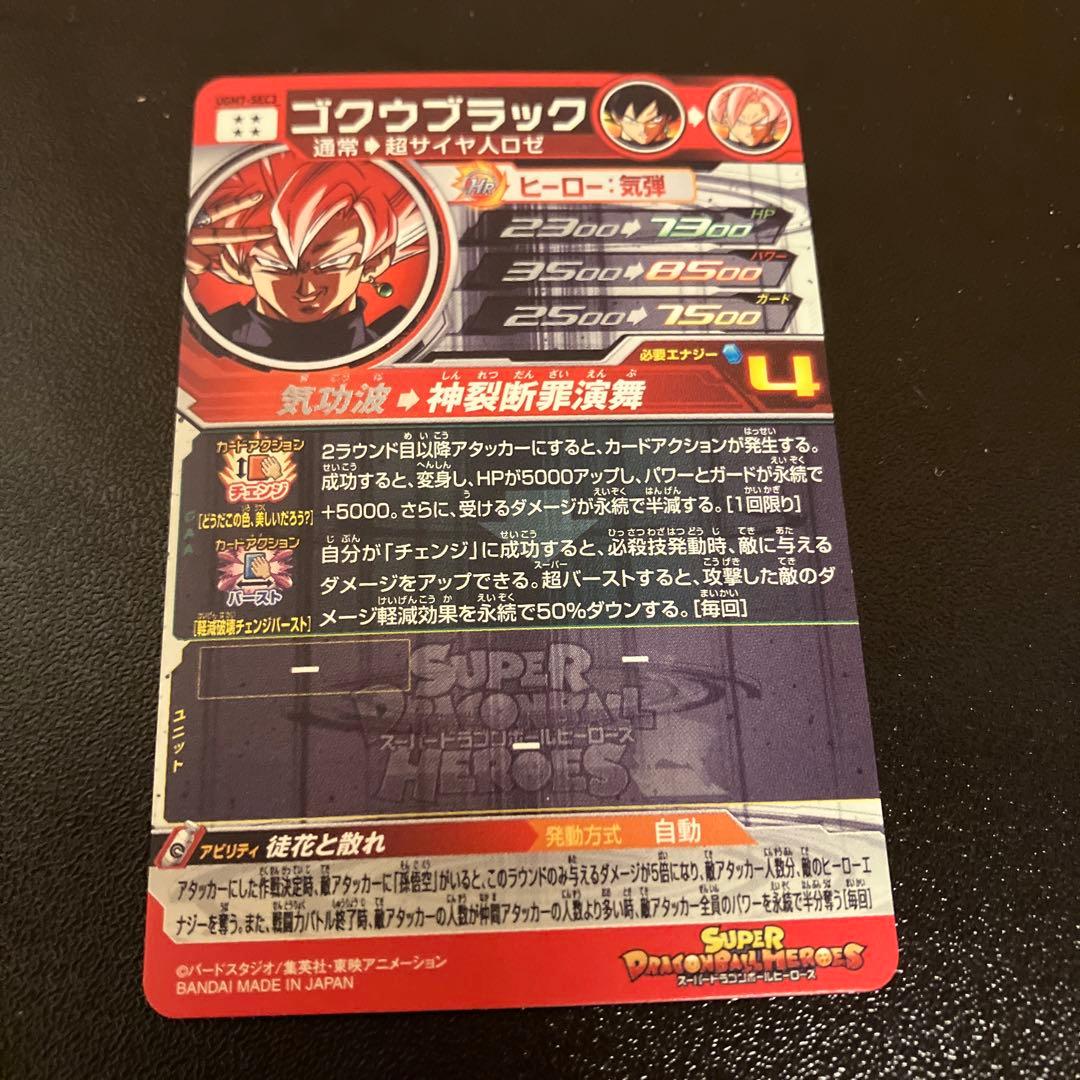 UGM7-SEC3
★★
★★
ゴクウブラック
通常➡超サイヤ人ロゼ
HR
ヒーロー:気弾
HP
2300➡7300
パワー
3500➡8500
ガード
2500➡7500
必要エナジー 4
気功波➡神裂断罪演舞
カードアクション
チェンジ
[どうだこの色、美しいだろう?]
2ラウンド目以降アタッカーにすると、カードアクションが発生する。
成功すると、変身し、HPが5000アップし、パワーとガードが永続で
+5000。さらに、受けるダメージが永続で半減する。[1回限り]
カードアクション
バースト
[軽減破壊チェンジバースト]
自分が「チェンジ」に成功すると、必殺技発動時、敵に与える
ダメージをアップできる。超バーストすると、攻撃した敵のダ
メージ軽減効果を永続で50%ダウンする。[毎回]
CAA
ユニット
ー
ー
ー
SUPER
DRAGONBALL
スーパードラゴンボールヒーローズ
HEROES
アビリティ 徒花と散れ
発動方式 自動
アタッカーにした作戦決定時、敵アタッカーに「孫悟空」がいると、このラウンドのみ与えるダメージが5倍になり、敵アタッカー人数分、敵のヒーローエ
ナジーを奪う。また、戦闘力バトル終了時、敵アタッカーの人数が仲間アタッカーの人数より多い時、敵アタッカー全員のパワーを永続で半分奪う[毎回]
©バードスタジオ/集英社・東映アニメーション
BANDAI MADE IN JAPAN
SUPER
DRAGONBALL HEROES
スーパードラゴンボールヒーローズ